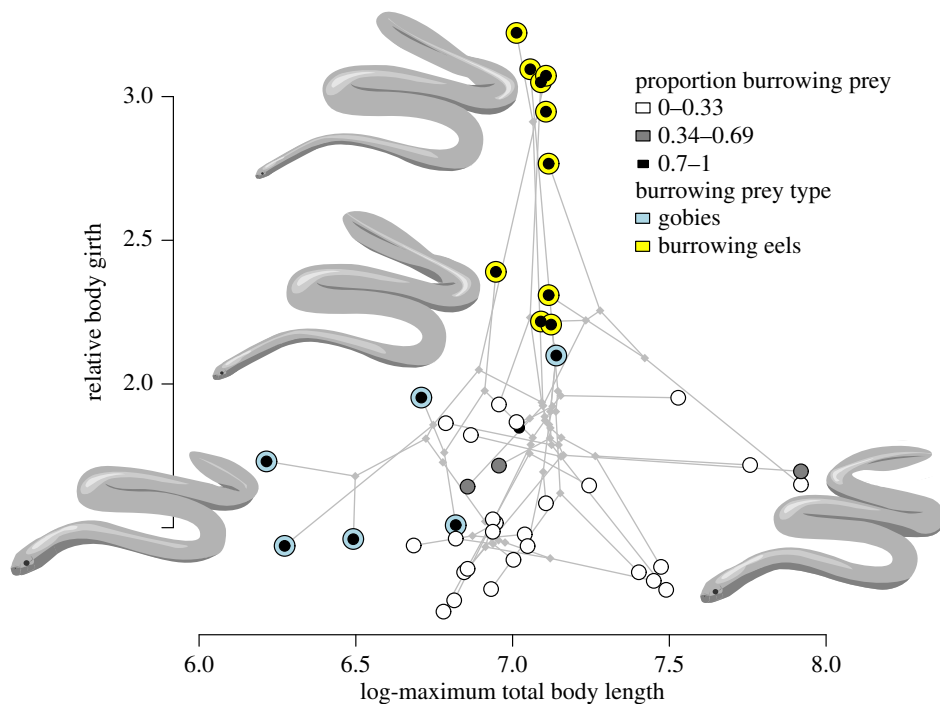 proportion burrowing prey
0–0.33
0.34–0.69
0.7–1
burrowing prey type
gobies
burrowing eels
3.0
2.5
2.0
relative body girth
6.0 6.5 7.0 7.5 8.0
log-maximum total body length